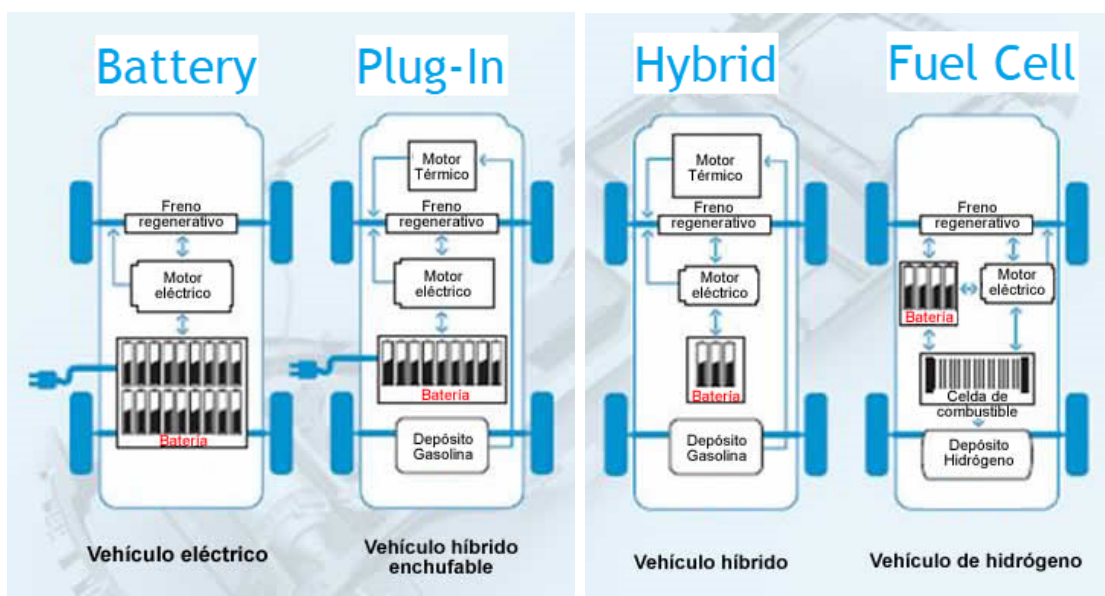 Battery
Freno
regenerativo
Motor
eléctrico
Batería
Vehículo eléctrico
Plug-In
Motor
Térmico
Freno
regenerativo
Motor
eléctrico
Batería
Depósito
Gasolina
Vehículo híbrido
enchufable
Hybrid
Motor
Térmico
Freno
regenerativo
Motor
eléctrico
Batería
Depósito
Gasolina
Vehículo híbrido
Fuel Cell
Freno
regenerativo
Batería
Motor
eléctrico
Celda de
combustible
Depósito
Hidrógeno
Vehículo de hidrógeno